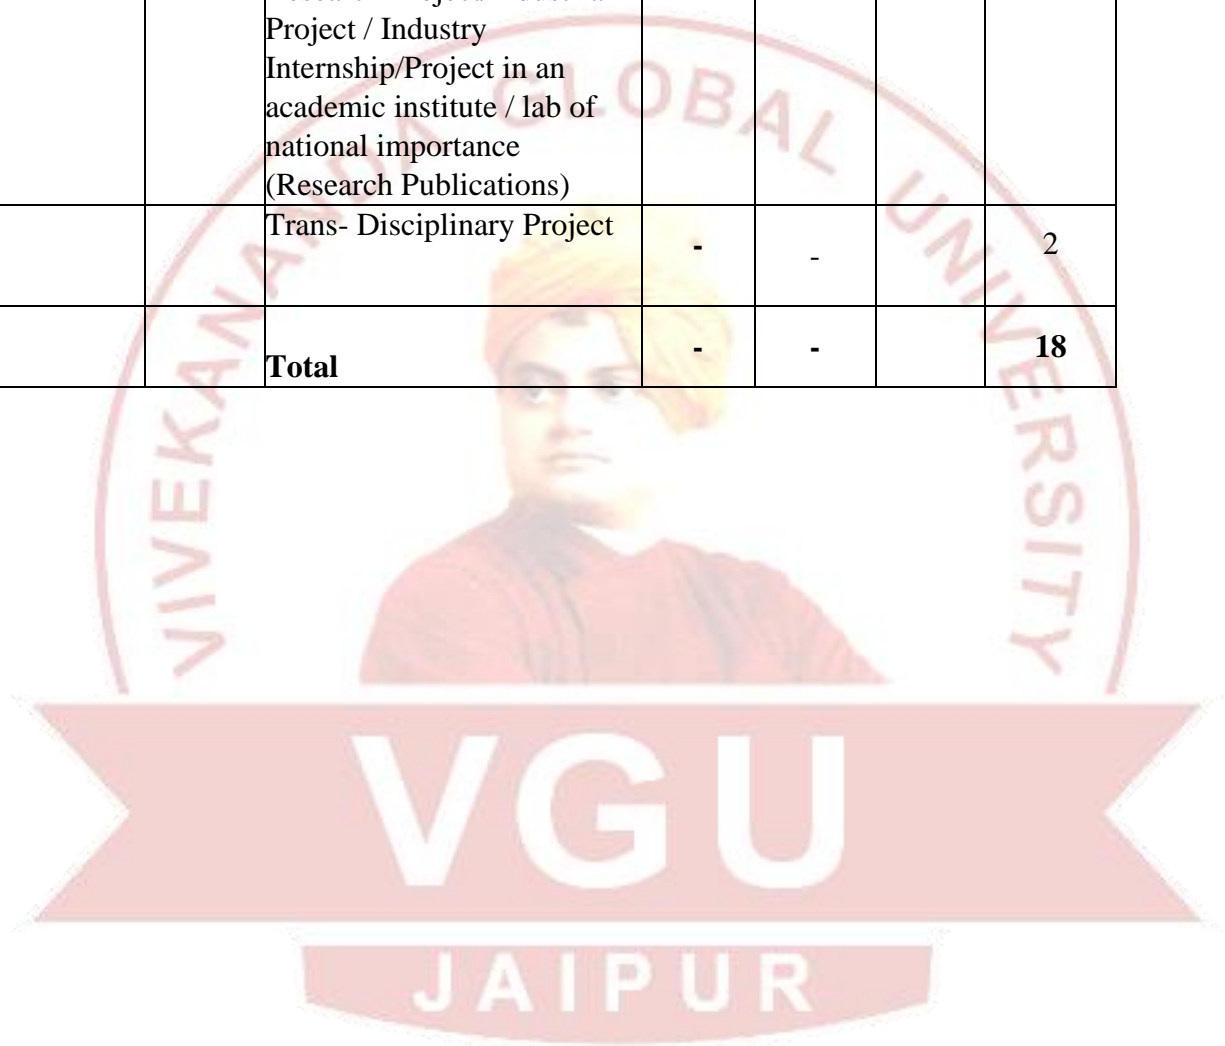 Project / Industry
Internship/Project in an
academic institute / lab of
national importance
(Research Publications)
Trans- Disciplinary Project - - 2
Total - - 18
VIVEKANANDA GLOBAL UNIVERSITY
VGU
JAIPUR